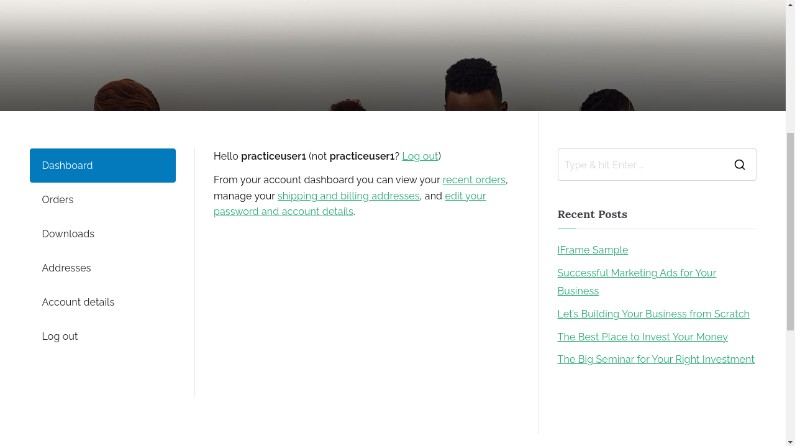 Dashboard
Orders
Downloads
Addresses
Account details
Log out
Hello practiceuser1 (not practiceuser1? Log out)
From your account dashboard you can view your recent orders,
manage your shipping and billing addresses, and edit your
password and account details.
Type & hit Enter ...
Recent Posts
IFrame Sample
Successful Marketing Ads for Your
Business
Let's Building Your Business from Scratch
The Best Place to Invest Your Money
The Big Seminar for Your Right Investment